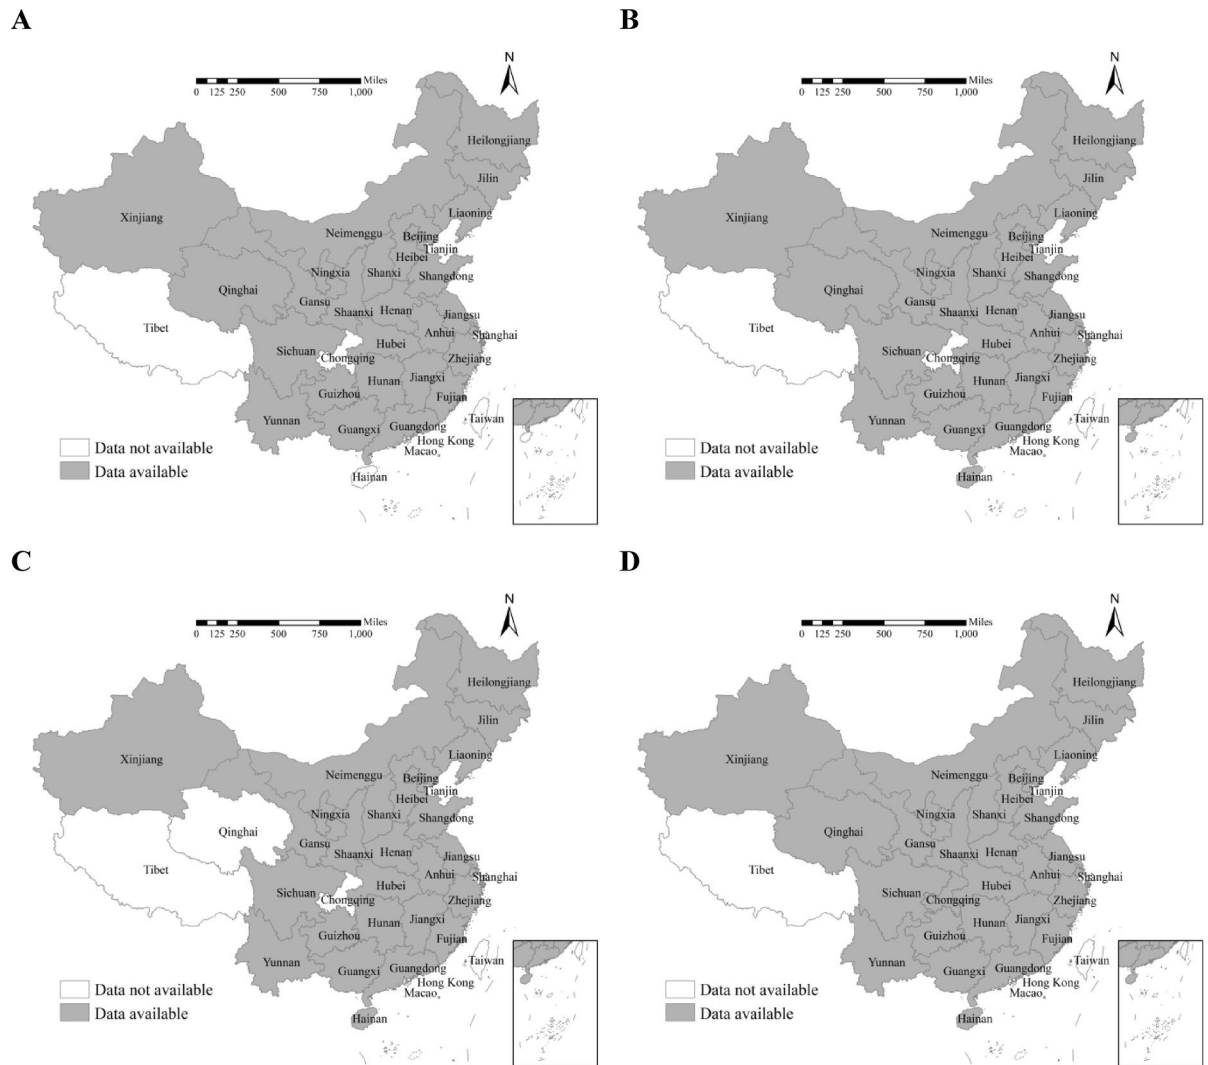 A
N
Miles
0 125 250 500 750 1,000
Heilongjiang
Jilin
Liaoning
Xinjiang
Neimenggu
Beijing
Tianjin
Heibei
Ningxia
Shanxi
Shangdong
Qinghai
Gansu
Shaanxi
Henan
Jiangsu
Tibet
Anhui
Shanghai
Hubei
Sichuan
Chongqing
Zhejiang
Hunan
Jiangxi
Guizhou
Fujian
Yunnan
Guangxi
Guangdong
Taiwan
Hong Kong
Macao
Hainan
Data not available
Data available
B
N
Miles
0 125 250 500 750 1,000
Heilongjiang
Jilin
Liaoning
Xinjiang
Neimenggu
Beijing
Tianjin
Heibei
Ningxia
Shanxi
Shangdong
Qinghai
Gansu
Shaanxi
Henan
Jiangsu
Tibet
Anhui
Shanghai
Hubei
Sichuan
Chongqing
Zhejiang
Hunan
Jiangxi
Guizhou
Fujian
Yunnan
Guangxi
Guangdong
Taiwan
Hong Kong
Macao
Hainan
Data not available
Data available
C
N
Miles
0 125 250 500 750 1,000
Heilongjiang
Jilin
Liaoning
Xinjiang
Neimenggu
Beijing
Tianjin
Heibei
Ningxia
Shanxi
Shangdong
Qinghai
Gansu
Shaanxi
Henan
Jiangsu
Tibet
Anhui
Shanghai
Hubei
Sichuan
Chongqing
Zhejiang
Hunan
Jiangxi
Guizhou
Fujian
Yunnan
Guangxi
Guangdong
Taiwan
Hong Kong
Macao
Hainan
Data not available
Data available
D
N
Miles
0 125 250 500 750 1,000
Heilongjiang
Jilin
Liaoning
Xinjiang
Neimenggu
Beijing
Tianjin
Heibei
Ningxia
Shanxi
Shangdong
Qinghai
Gansu
Shaanxi
Henan
Jiangsu
Tibet
Anhui
Shanghai
Hubei
Sichuan
Chongqing
Zhejiang
Hunan
Jiangxi
Guizhou
Fujian
Yunnan
Guangxi
Guangdong
Taiwan
Hong Kong
Macao
Hainan
Data not available
Data available